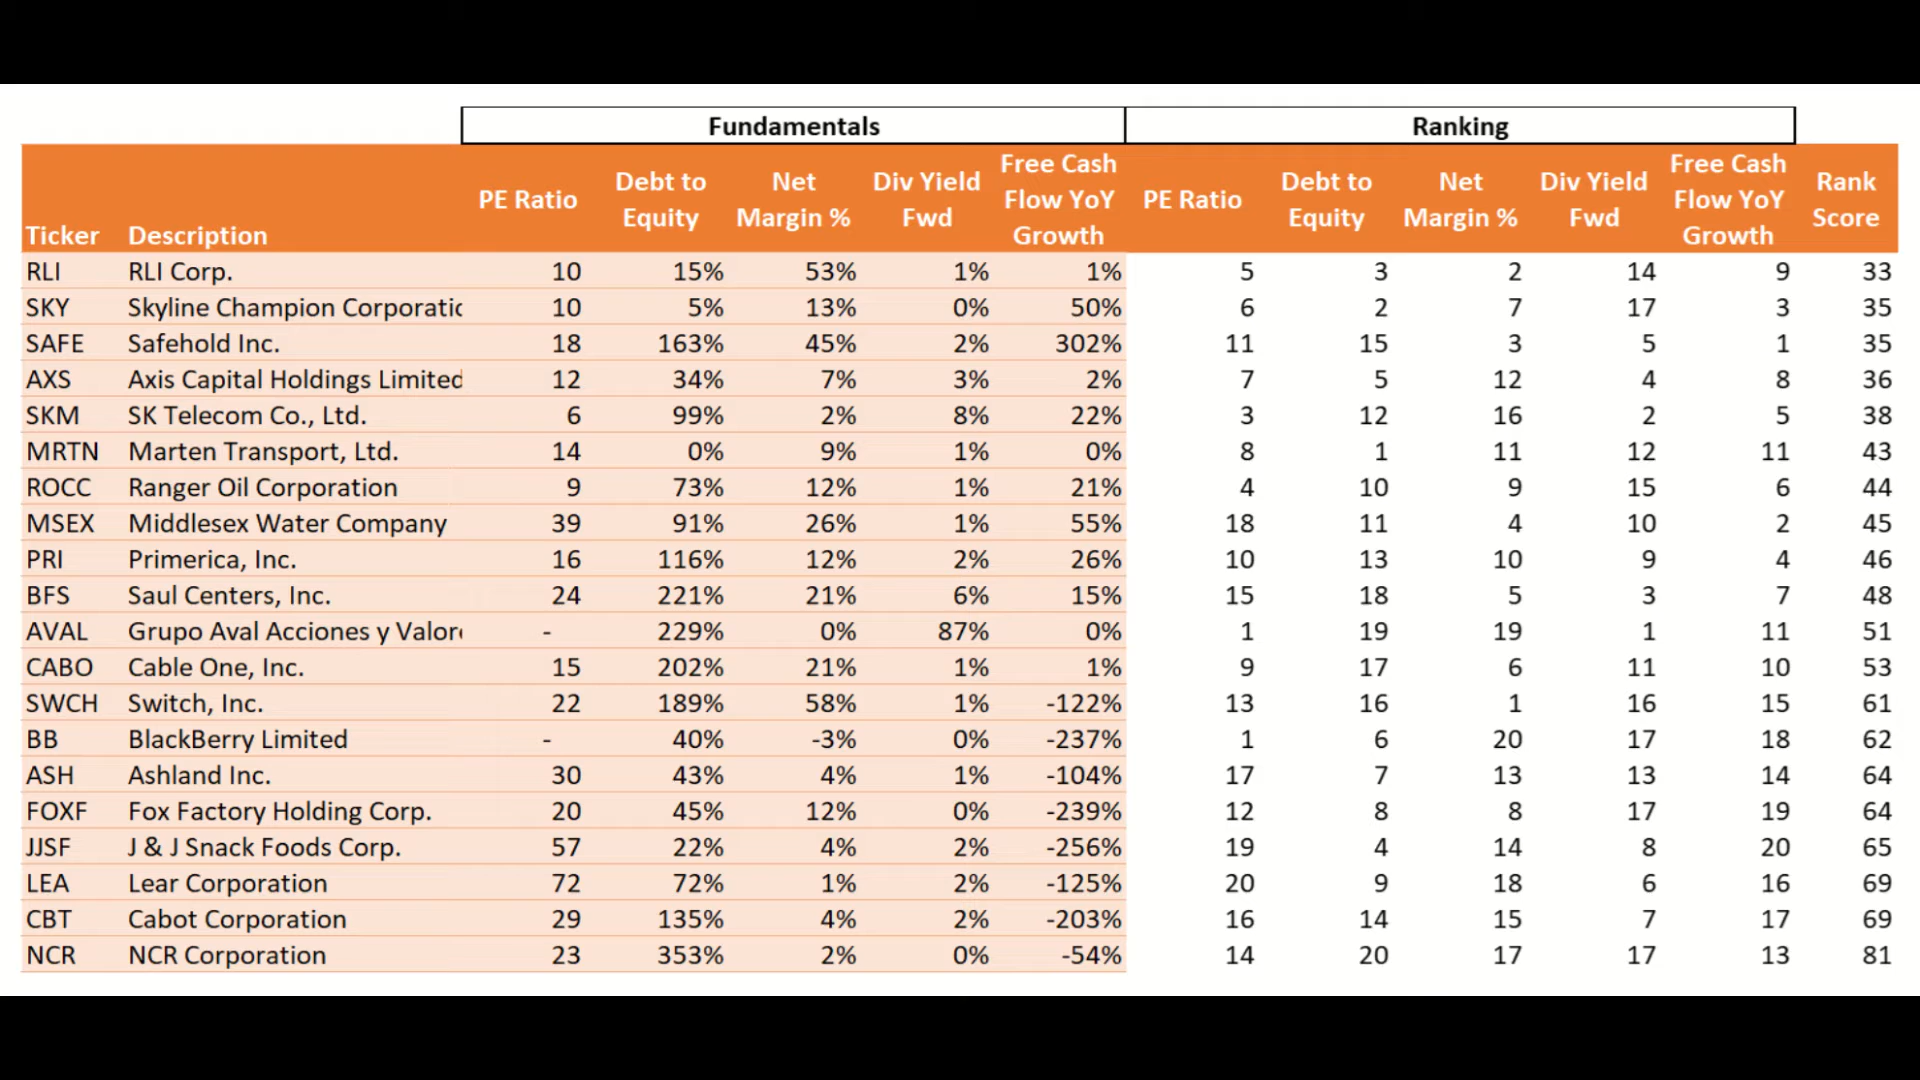 Fundamentals Ranking
Ticker Description PE Ratio Debt to Equity Net Margin % Div Yield Fwd Free Cash Flow YoY Growth PE Ratio Debt to Equity Net Margin % Div Yield Fwd Free Cash Flow YoY Growth Rank Score
RLI RLI Corp. 10 15% 53% 1% 1% 5 3 2 14 9 33
SKY Skyline Champion Corporatic 10 5% 13% 0% 50% 6 2 7 17 3 35
SAFE Safehold Inc. 18 163% 45% 2% 302% 11 15 3 5 1 35
AXS Axis Capital Holdings Limited 12 34% 7% 3% 2% 7 5 12 4 8 36
SKM SK Telecom Co., Ltd. 6 99% 2% 8% 22% 3 12 16 2 5 38
MRTN Marten Transport, Ltd. 14 0% 9% 1% 0% 8 1 11 12 11 43
ROCC Ranger Oil Corporation 9 73% 12% 1% 21% 4 10 9 15 6 44
MSEX Middlesex Water Company 39 91% 26% 1% 55% 18 11 4 10 2 45
PRI Primerica, Inc. 16 116% 12% 2% 26% 10 13 10 9 4 46
BFS Saul Centers, Inc. 24 221% 21% 6% 15% 15 18 5 3 7 48
AVAL Grupo Aval Acciones y Valor - 229% 0% 87% 0% 1 19 19 1 11 51
CABO Cable One, Inc. 15 202% 21% 1% 1% 9 17 6 11 10 53
SWCH Switch, Inc. 22 189% 58% 1% -122% 13 16 1 16 15 61
BB BlackBerry Limited - 40% -3% 0% -237% 1 6 20 17 18 62
ASH Ashland Inc. 30 43% 4% 1% -104% 17 7 13 13 14 64
FOXF Fox Factory Holding Corp. 20 45% 12% 0% -239% 12 8 8 17 19 64
JJSF J & J Snack Foods Corp. 57 22% 4% 2% -256% 19 4 14 8 20 65
LEA Lear Corporation 72 72% 1% 2% -125% 20 9 18 6 16 69
CBT Cabot Corporation 29 135% 4% 2% -203% 16 14 15 7 17 69
NCR NCR Corporation 23 353% 2% 0% -54% 14 20 17 17 13 81